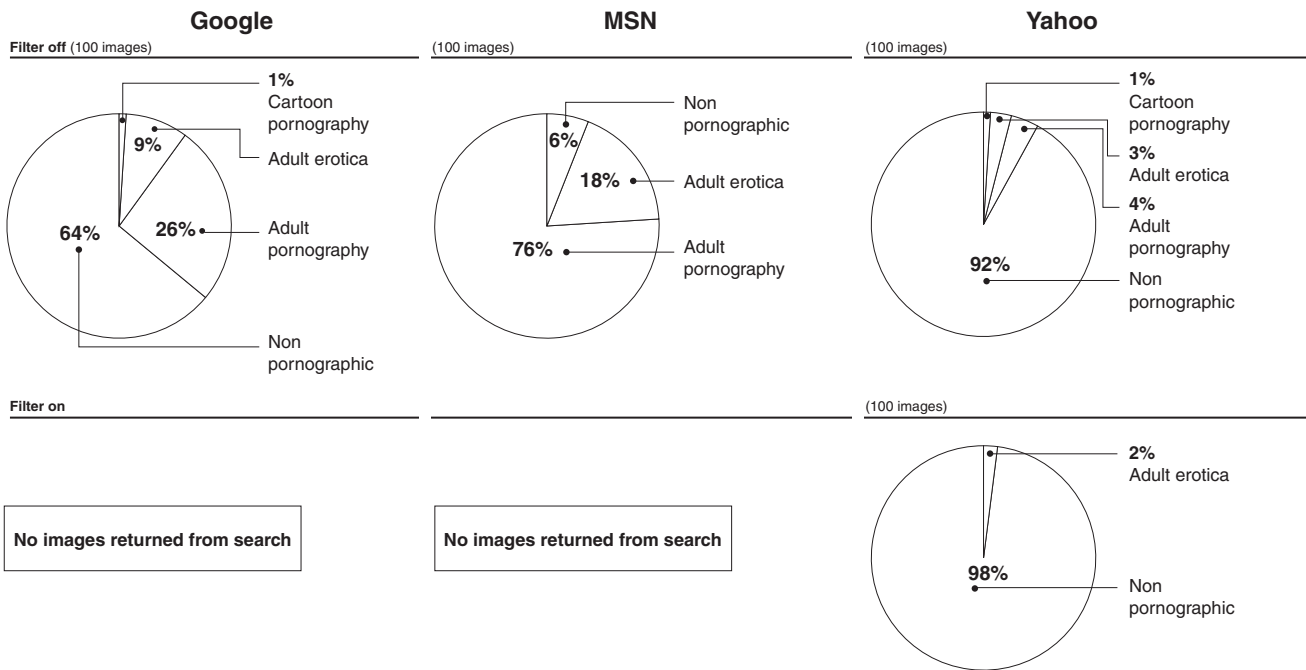 Google
MSN
Yahoo
Filter off (100 images)
(100 images)
(100 images)
1%
Cartoon
pornography
9%
Adult erotica
26%
Adult
pornography
64%
Non
pornographic
Non
pornographic
6%
18%
Adult erotica
76%
Adult
pornography
1%
Cartoon
pornography
3%
Adult erotica
4%
Adult
pornography
92%
Non
pornographic
Filter on
(100 images)
No images returned from search
No images returned from search
2%
Adult erotica
98%
Non
pornographic